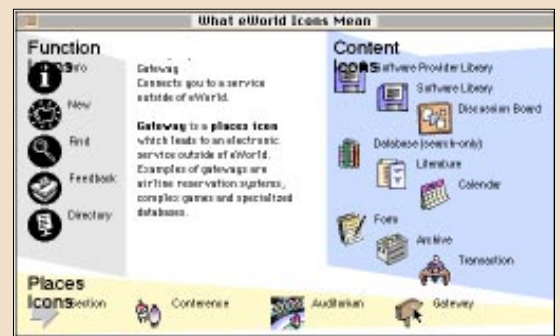 What eWorld Icons Mean
Function
Icons
Info
New
Find
Feedback
Directory
Gateway
Connects you to a service
outside of eWorld.
Gateway is a places icon
which leads to an electronic
service outside of eWorld.
Examples of gateways are
airline reservation systems,
complex games and specialized
databases.
Content
Icons
Software Provider Library
Software Library
Discussion Board
Database (search-only)
Literature
Calendar
Form
Archive
Transaction
Places
Icons
Section
Conference
Auditorium
Gateway